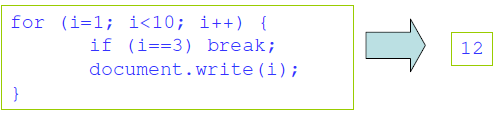 for (i=1; i<10; i++) {
if (i==3) break;
document.write(i);
}
12